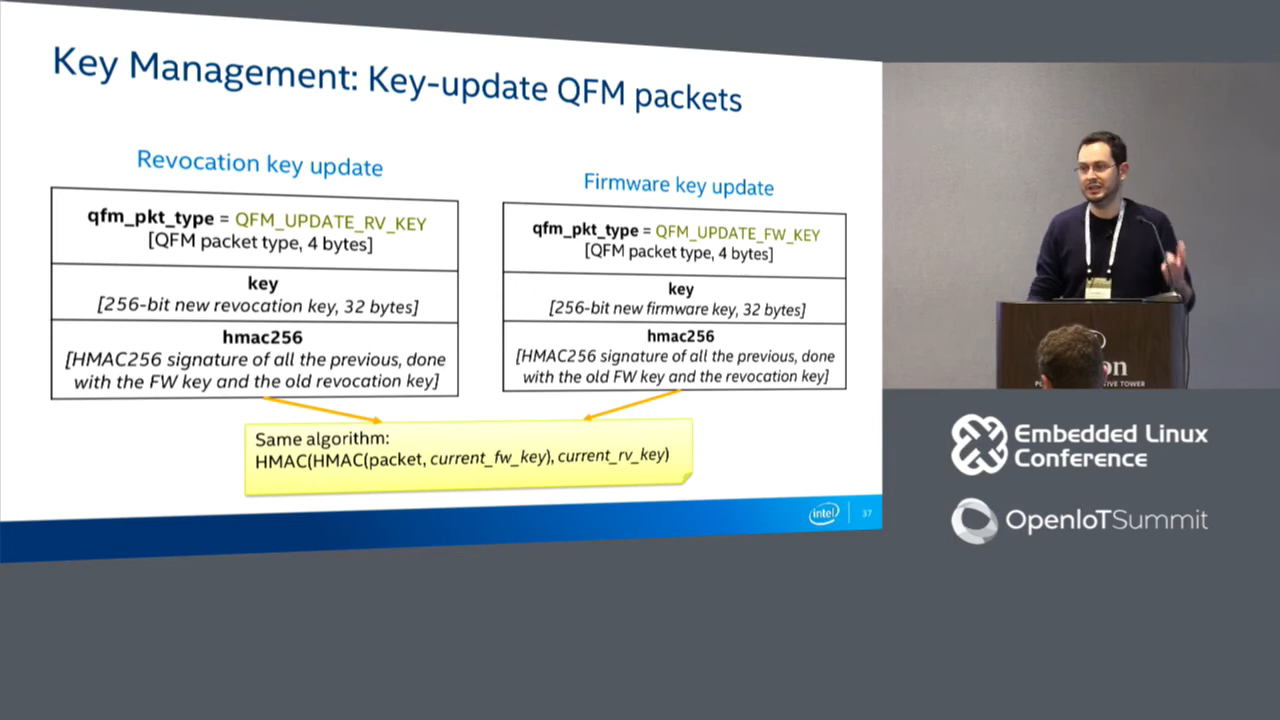 Key Management: Key-update QFM packets
Revocation key update
qfm_pkt_type = QFM_UPDATE_RV_KEY
[QFM packet type, 4 bytes]
key
[256-bit new revocation key, 32 bytes]
hmac256
[HMAC256 signature of all the previous, done
with the FW key and the old revocation key]
Firmware key update
qfm_pkt_type = QFM_UPDATE_FW_KEY
[QFM packet type, 4 bytes]
key
[256-bit new firmware key, 32 bytes]
hmac256
[HMAC256 signature of all the previous, done
with the old FW key and the revocation key]
Same algorithm:
HMAC(HMAC(packet, current_fw_key), current_rv_key)
intel
37
Embedded Linux
Conference
OpenIoTSummit
TOWER